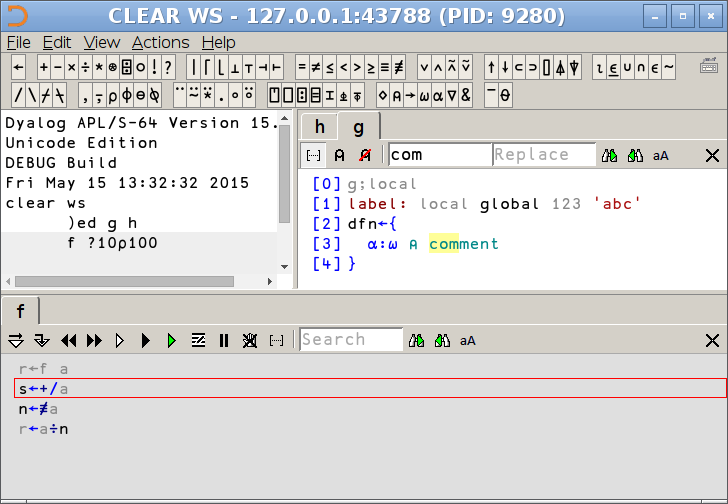 CLEAR WS - 127.0.0.1:43788 (PID: 9280)
File Edit View Actions Help
← + - × ÷ * ⍟ ⌹ ○ ! ? | ⌈ ⌊ ⊥ ⊤ ⊣ ⊢ = ≠ ≤ < > ≥ ≡ ≢ ∨ ∧ ⍲ ⍱ ↑ ↓ ⊂ ⊃ ⌷ ⍋ ⍒ ⍳ ⍷ ∪ ∩ ∊ ~
/ \ ⌿ ⍀ , ⍪ ⍴ ⌽ ⊖ ⍉ ¨ ⍨ ⍣ . ∘ ⍤ ⍞ ⎕ ⍠ ⌸ ⍎ ⍕ ⋄ ⍝ → ⍵ ⍺ ∇ & ¯ ⍬
Dyalog APL/S-64 Version 15.
Unicode Edition
DEBUG Build
Fri May 15 13:32:32 2015
clear ws
)ed g h
f ?10⍴100
h g
[···] ⍝ ⍝ com Replace aA
[0] g;local
[1] label: local global 123 'abc'
[2] dfn←{
[3] ⍺:⍵ ⍝ comment
[4] }
f
[···] Search aA
r←f a
s←+/a
n←≢a
r←a÷n